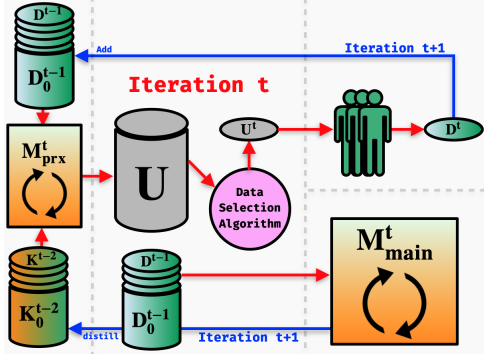 D^{t-1}
D_0^{t-1}
Add
Iteration t+1
Iteration t
M_{prx}^t
U
U^t
D^t
Data
Selection
Algorithm
K^{t-2}
K_0^{t-2}
D^{t-1}
D_0^{t-1}
distill
Iteration t+1
M_{main}^t